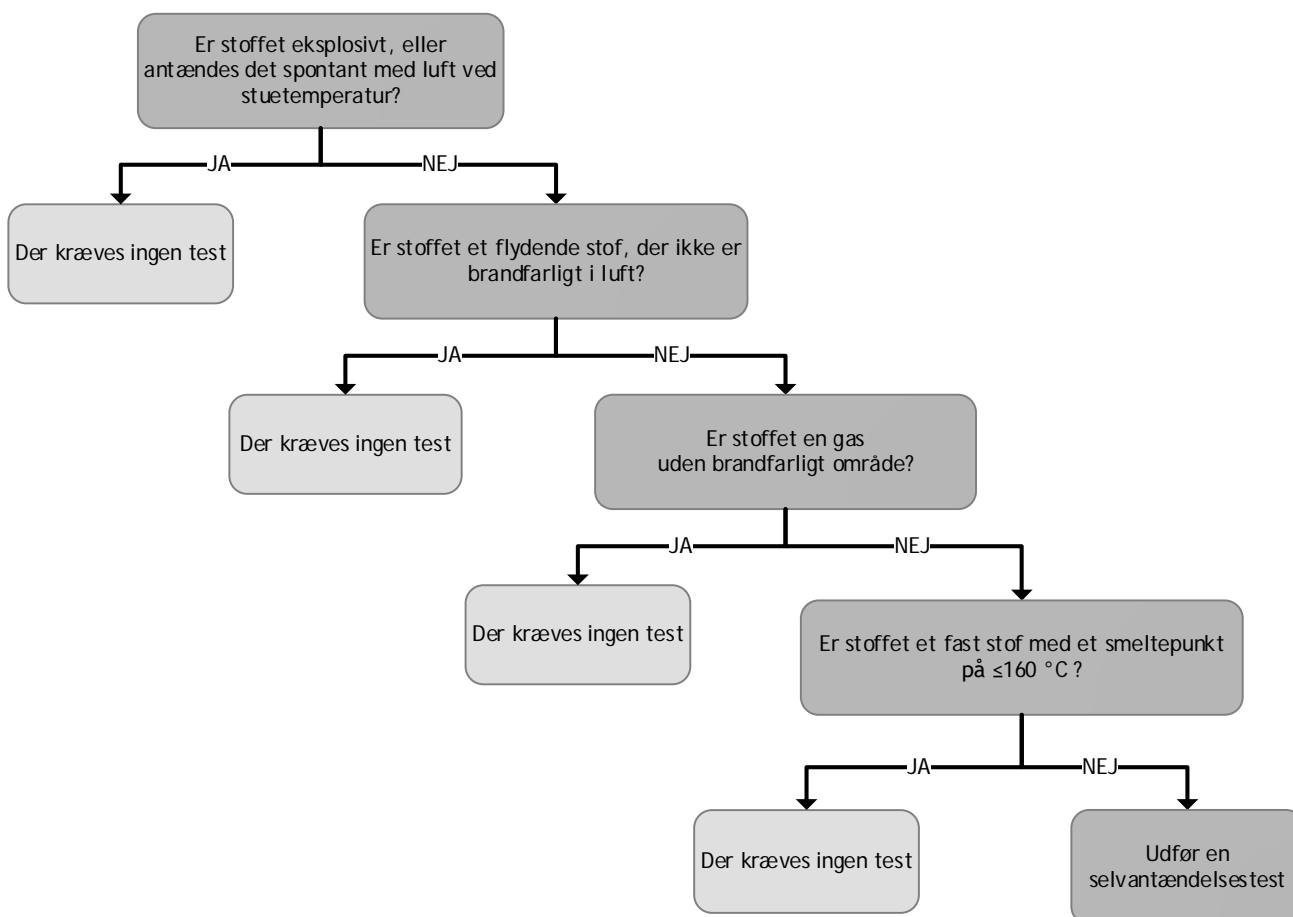 Er stoffet eksplosivt, eller
antændes det spontant med luft ved
stuetemperatur?
JA
NEJ
Der kræves ingen test
Er stoffet et flydende stof, der ikke er
brandfarligt i luft?
JA
NEJ
Der kræves ingen test
Er stoffet en gas
uden brandfarligt område?
JA
NEJ
Der kræves ingen test
Er stoffet et fast stof med et smeltepunkt
på ≤160 °C?
JA
NEJ
Der kræves ingen test
Udfør en
selvantændelsestest